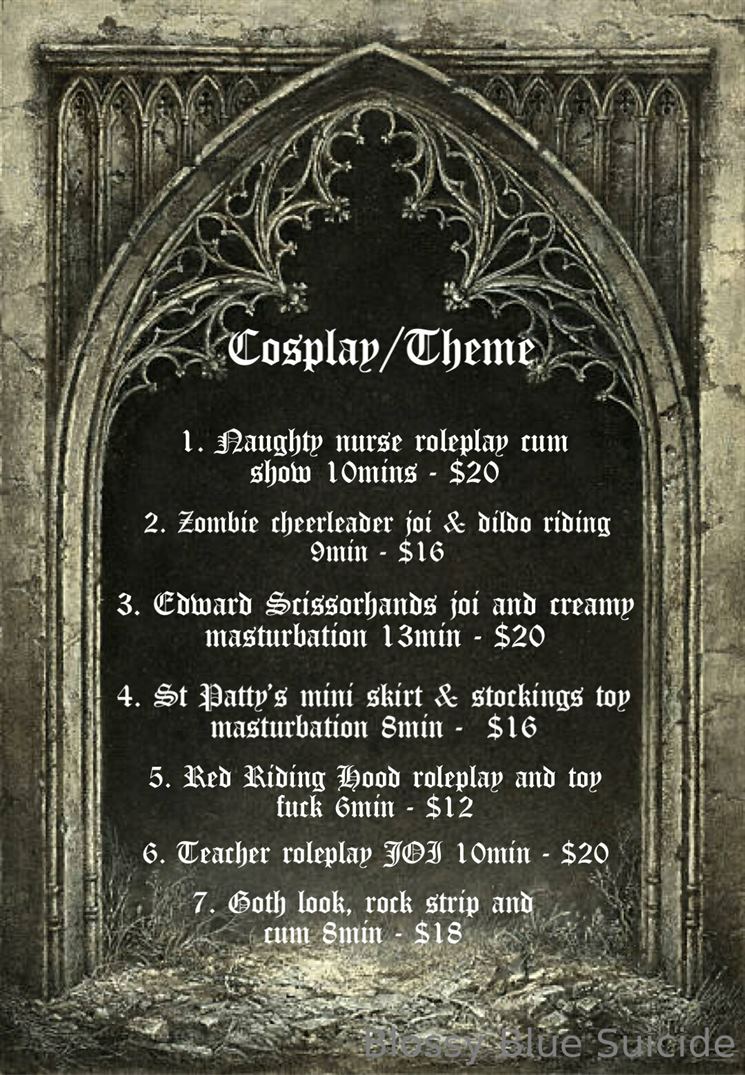 Cosplay/Theme
1. Naughty nurse roleplay cum
show 10mins - $20
2. Zombie cheerleader joi & dildo riding
9min - $16
3. Edward Scissorhands joi and creamy
masturbation 13min - $20
4. St Patty's mini skirt & stockings toy
masturbation 8min - $16
5. Red Riding Hood roleplay and toy
fuck 6min - $12
6. Teacher roleplay JOI 10min - $20
7. Goth look, rock strip and
cum 8min - $18
Blossy Blue Suicide